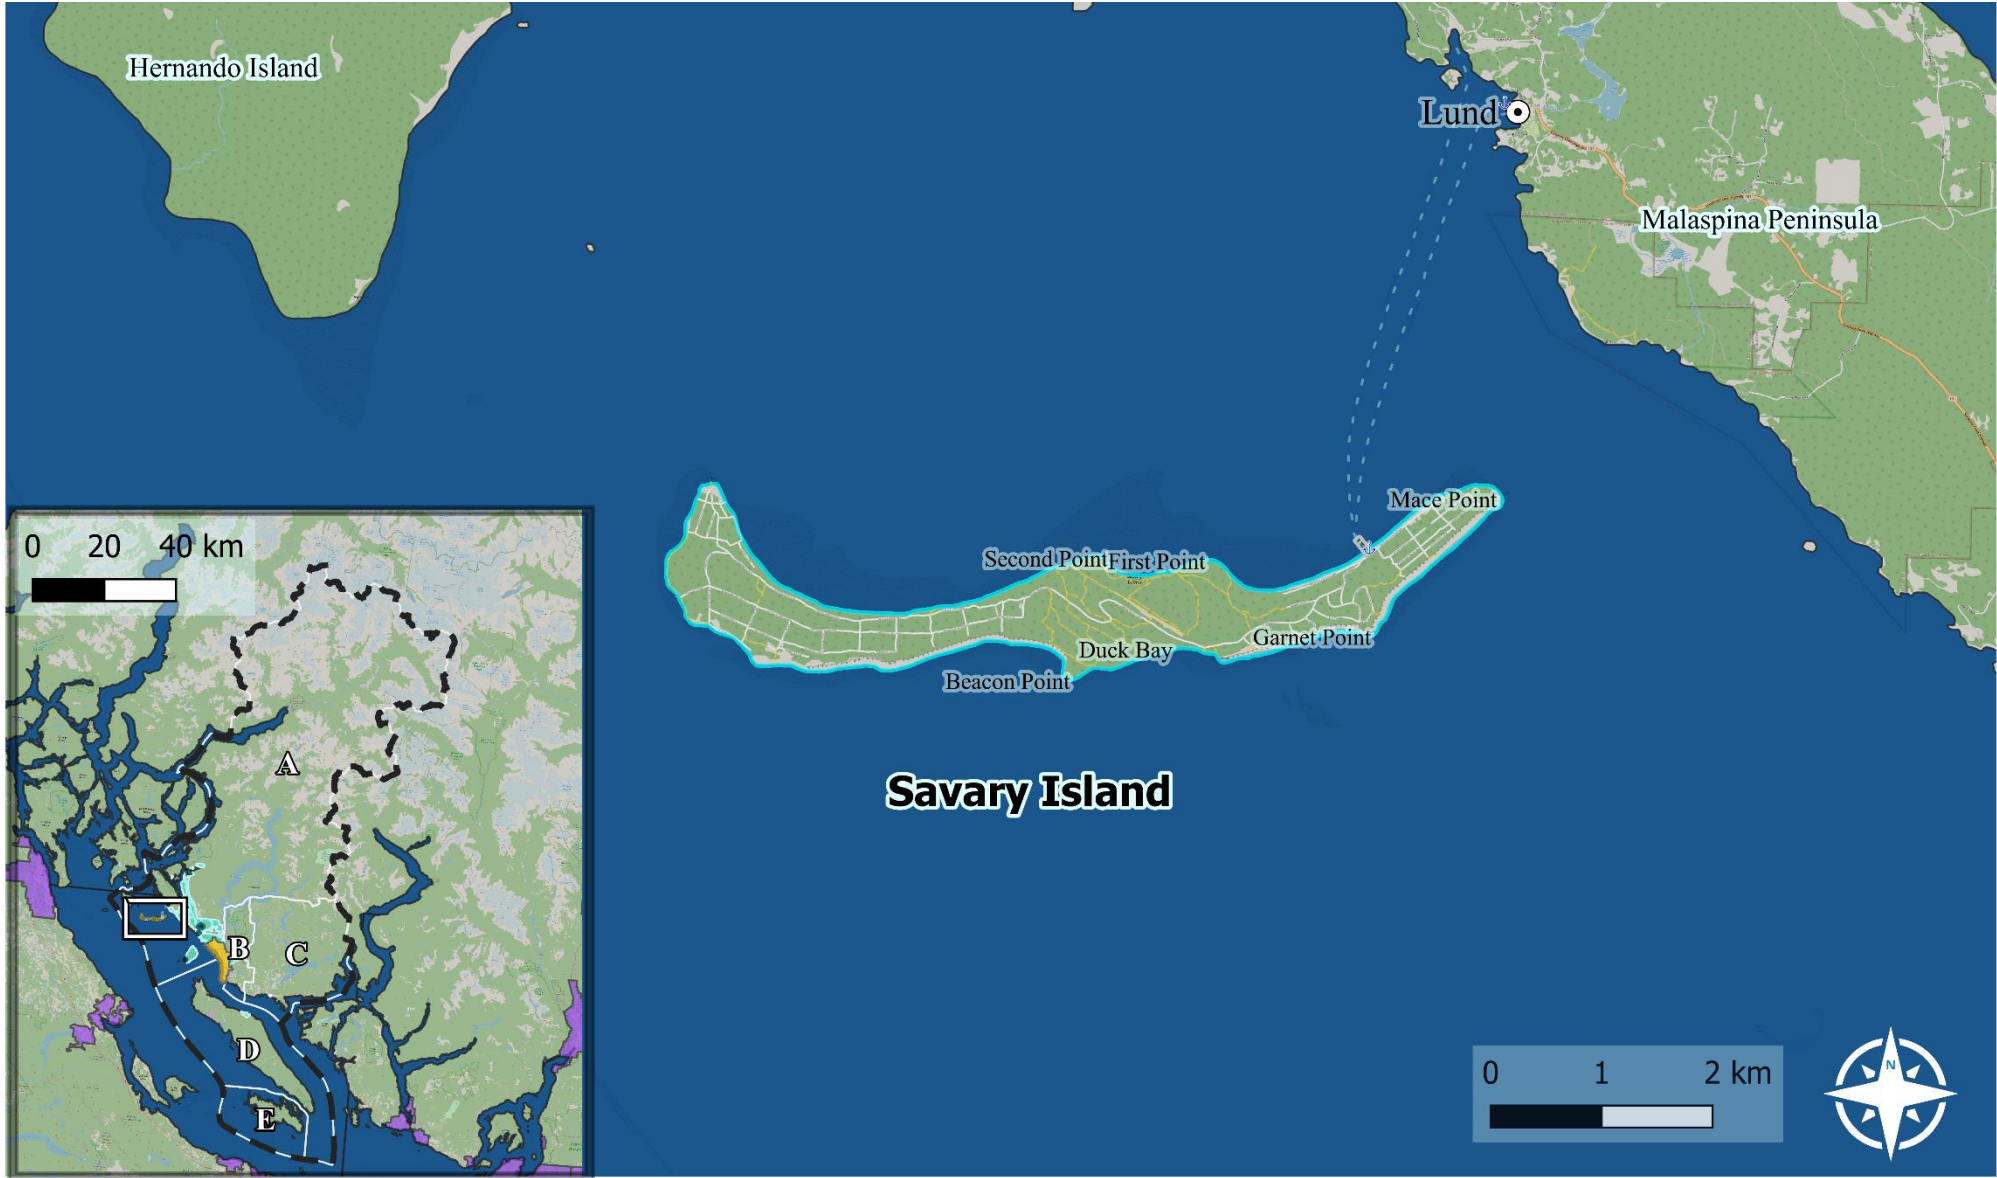 Hernando Island
Lund
Malaspina Peninsula
Mace Point
Second Point
First Point
Garnet Point
Duck Bay
Beacon Point
Savary Island
0 20 40 km
A
B
C
D
E
0 1 2 km
N